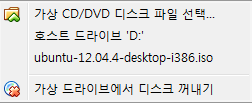 가상 CD/DVD 디스크 파일 선택...
호스트 드라이브 'D:'
ubuntu-12.04.4-desktop-i386.iso
가상 드라이브에서 디스크 꺼내기